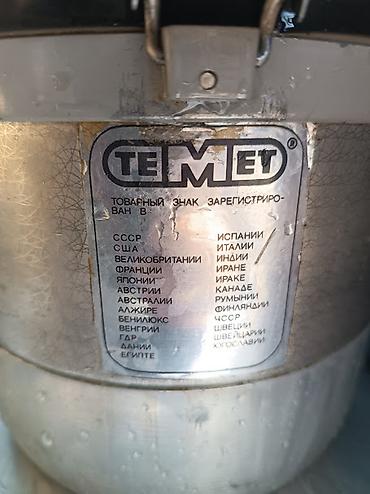 TEMET®
ТОВАРНЫЙ ЗНАК ЗАРЕГИСТРИРО-
ВАН В
СССР
США
ВЕЛИКОБРИТАНИИ
ФРАНЦИИ
ЯПОНИИ
АВСТРИИ
АВСТРАЛИИ
АЛЖИРЕ
БЕНИЛЮКС
ВЕНГРИИ
ГДР
ДАНИИ
ЕГИПТЕ
ИСПАНИИ
ИТАЛИИ
ИНДИИ
ИРАНЕ
ИРАКЕ
КАНАДЕ
РУМЫНИИ
ФИНЛЯНДИИ
ЧССР
ШВЕЦИИ
ШВЕЙЦАРИИ
ЮГОСЛАВИИ